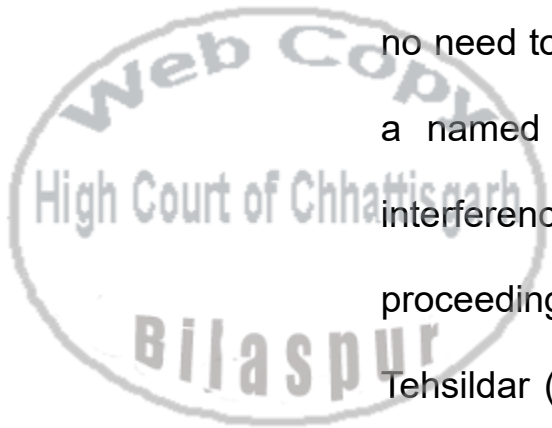 no need to
a named
interferenc
proceeding
Tehsildar (
Web Copy
High Court of Chhattisgarh
Bilaspur